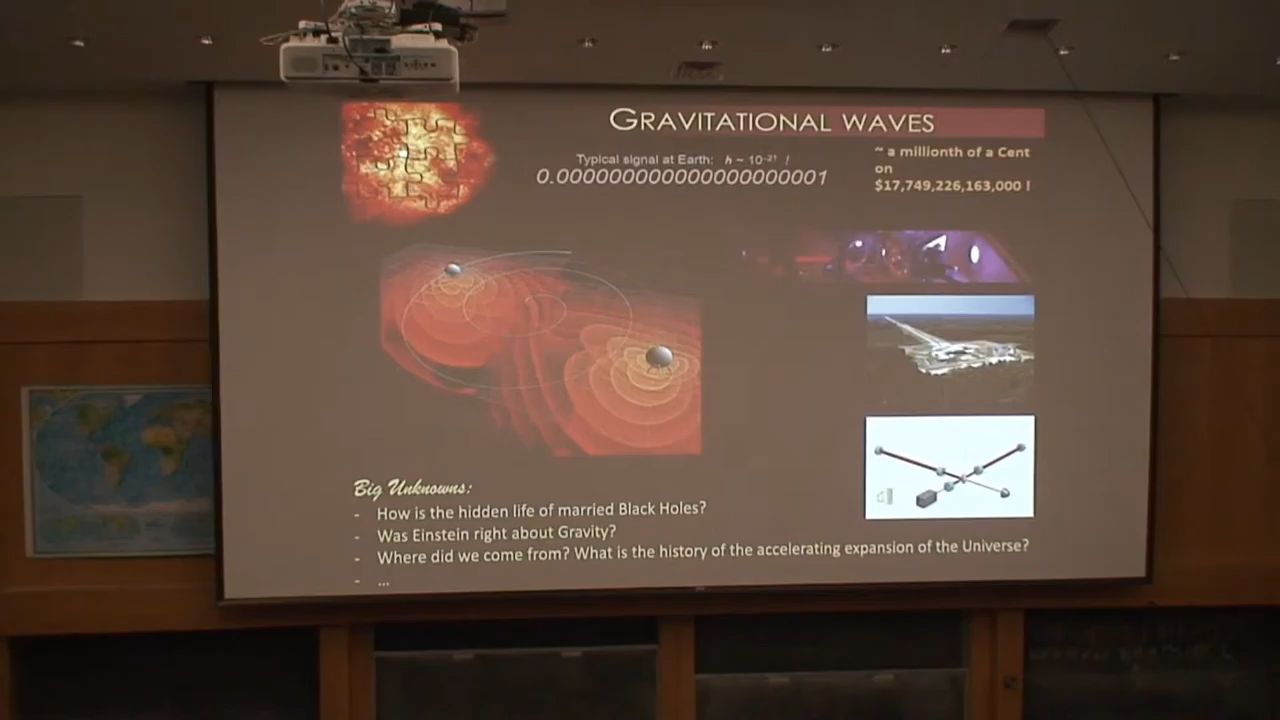 GRAVITATIONAL WAVES
Typical signal at Earth: h ~ 10⁻²¹ !
0.000000000000000000001
~ a millionth of a Cent
on
$17,749,226,163,000 !
Big Unknowns:
- How is the hidden life of married Black Holes?
- Was Einstein right about Gravity?
- Where did we come from? What is the history of the accelerating expansion of the Universe?
- ...